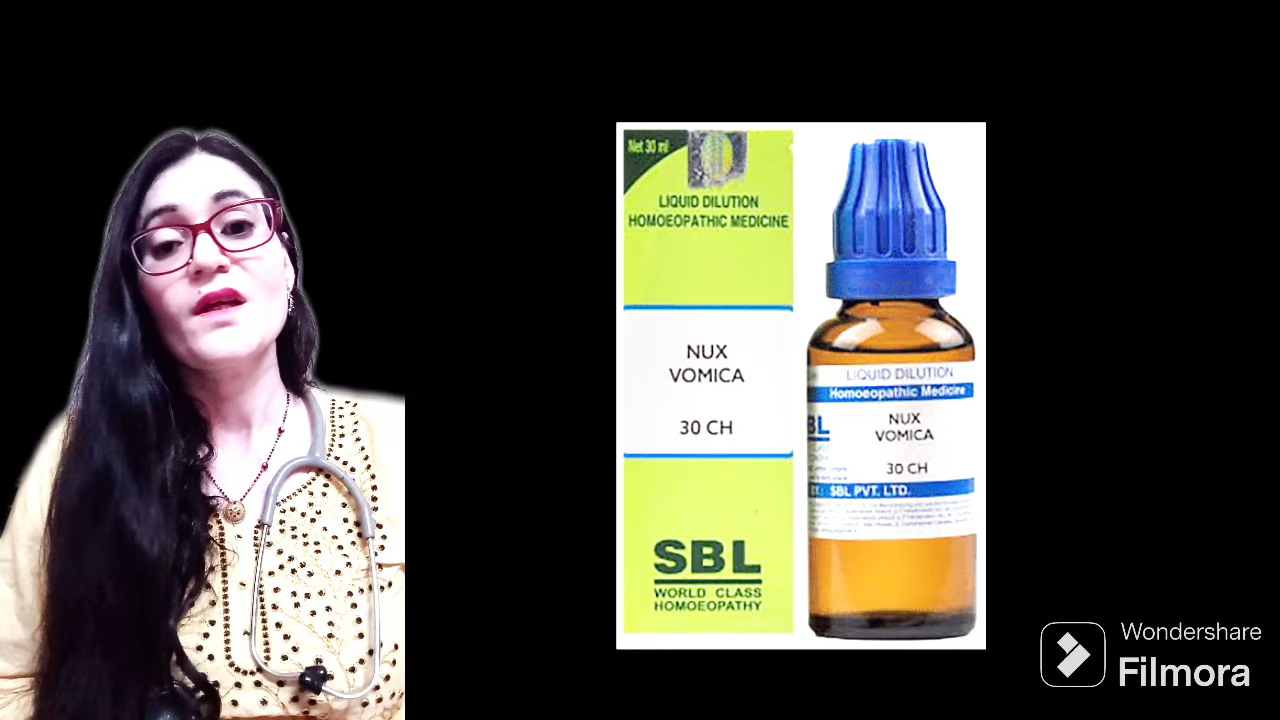 Net 30 ml
LIQUID DILUTION
HOMOEOPATHIC MEDICINE
NUX
VOMICA
30 CH
SBL
WORLD CLASS
HOMOEOPATHY
LIQUID DILUTION
Homoeopathic Medicine
BL
NUX
VOMICA
30 CH
SBL PVT. LTD.
Wondershare
Filmora